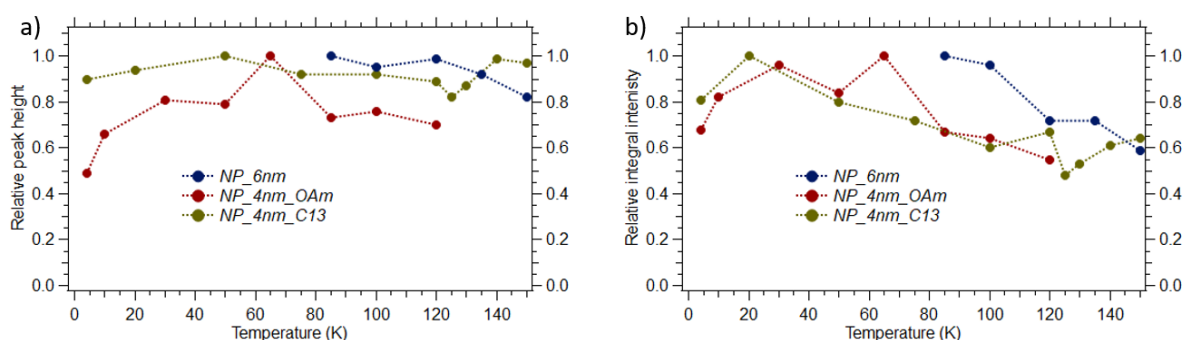 a)
1.0
0.8
0.6
0.4
0.2
0.0
Relative peak height
NP_6nm
NP_4nm_OAm
NP_4nm_C13
1.0
0.8
0.6
0.4
0.2
0.0
0 20 40 60 80 100 120 140
Temperature (K)
b)
1.0
0.8
0.6
0.4
0.2
0.0
Relative integral intenisty
NP_6nm
NP_4nm_OAm
NP_4nm_C13
1.0
0.8
0.6
0.4
0.2
0.0
0 20 40 60 80 100 120 140
Temperature (K)